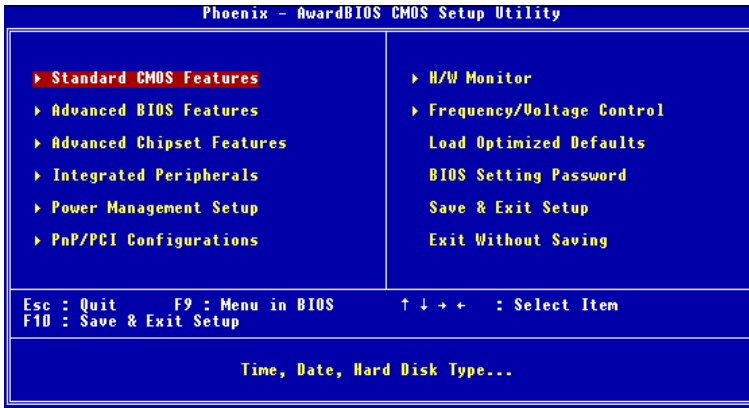 Phoenix - AwardBIOS CMOS Setup Utility
▸ Standard CMOS Features
▸ Advanced BIOS Features
▸ Advanced Chipset Features
▸ Integrated Peripherals
▸ Power Management Setup
▸ PnP/PCI Configurations
▸ H/W Monitor
▸ Frequency/Voltage Control
Load Optimized Defaults
BIOS Setting Password
Save & Exit Setup
Exit Without Saving
Esc : Quit F9 : Menu in BIOS ↑ ↓ → ← : Select Item
F10 : Save & Exit Setup
Time, Date, Hard Disk Type...